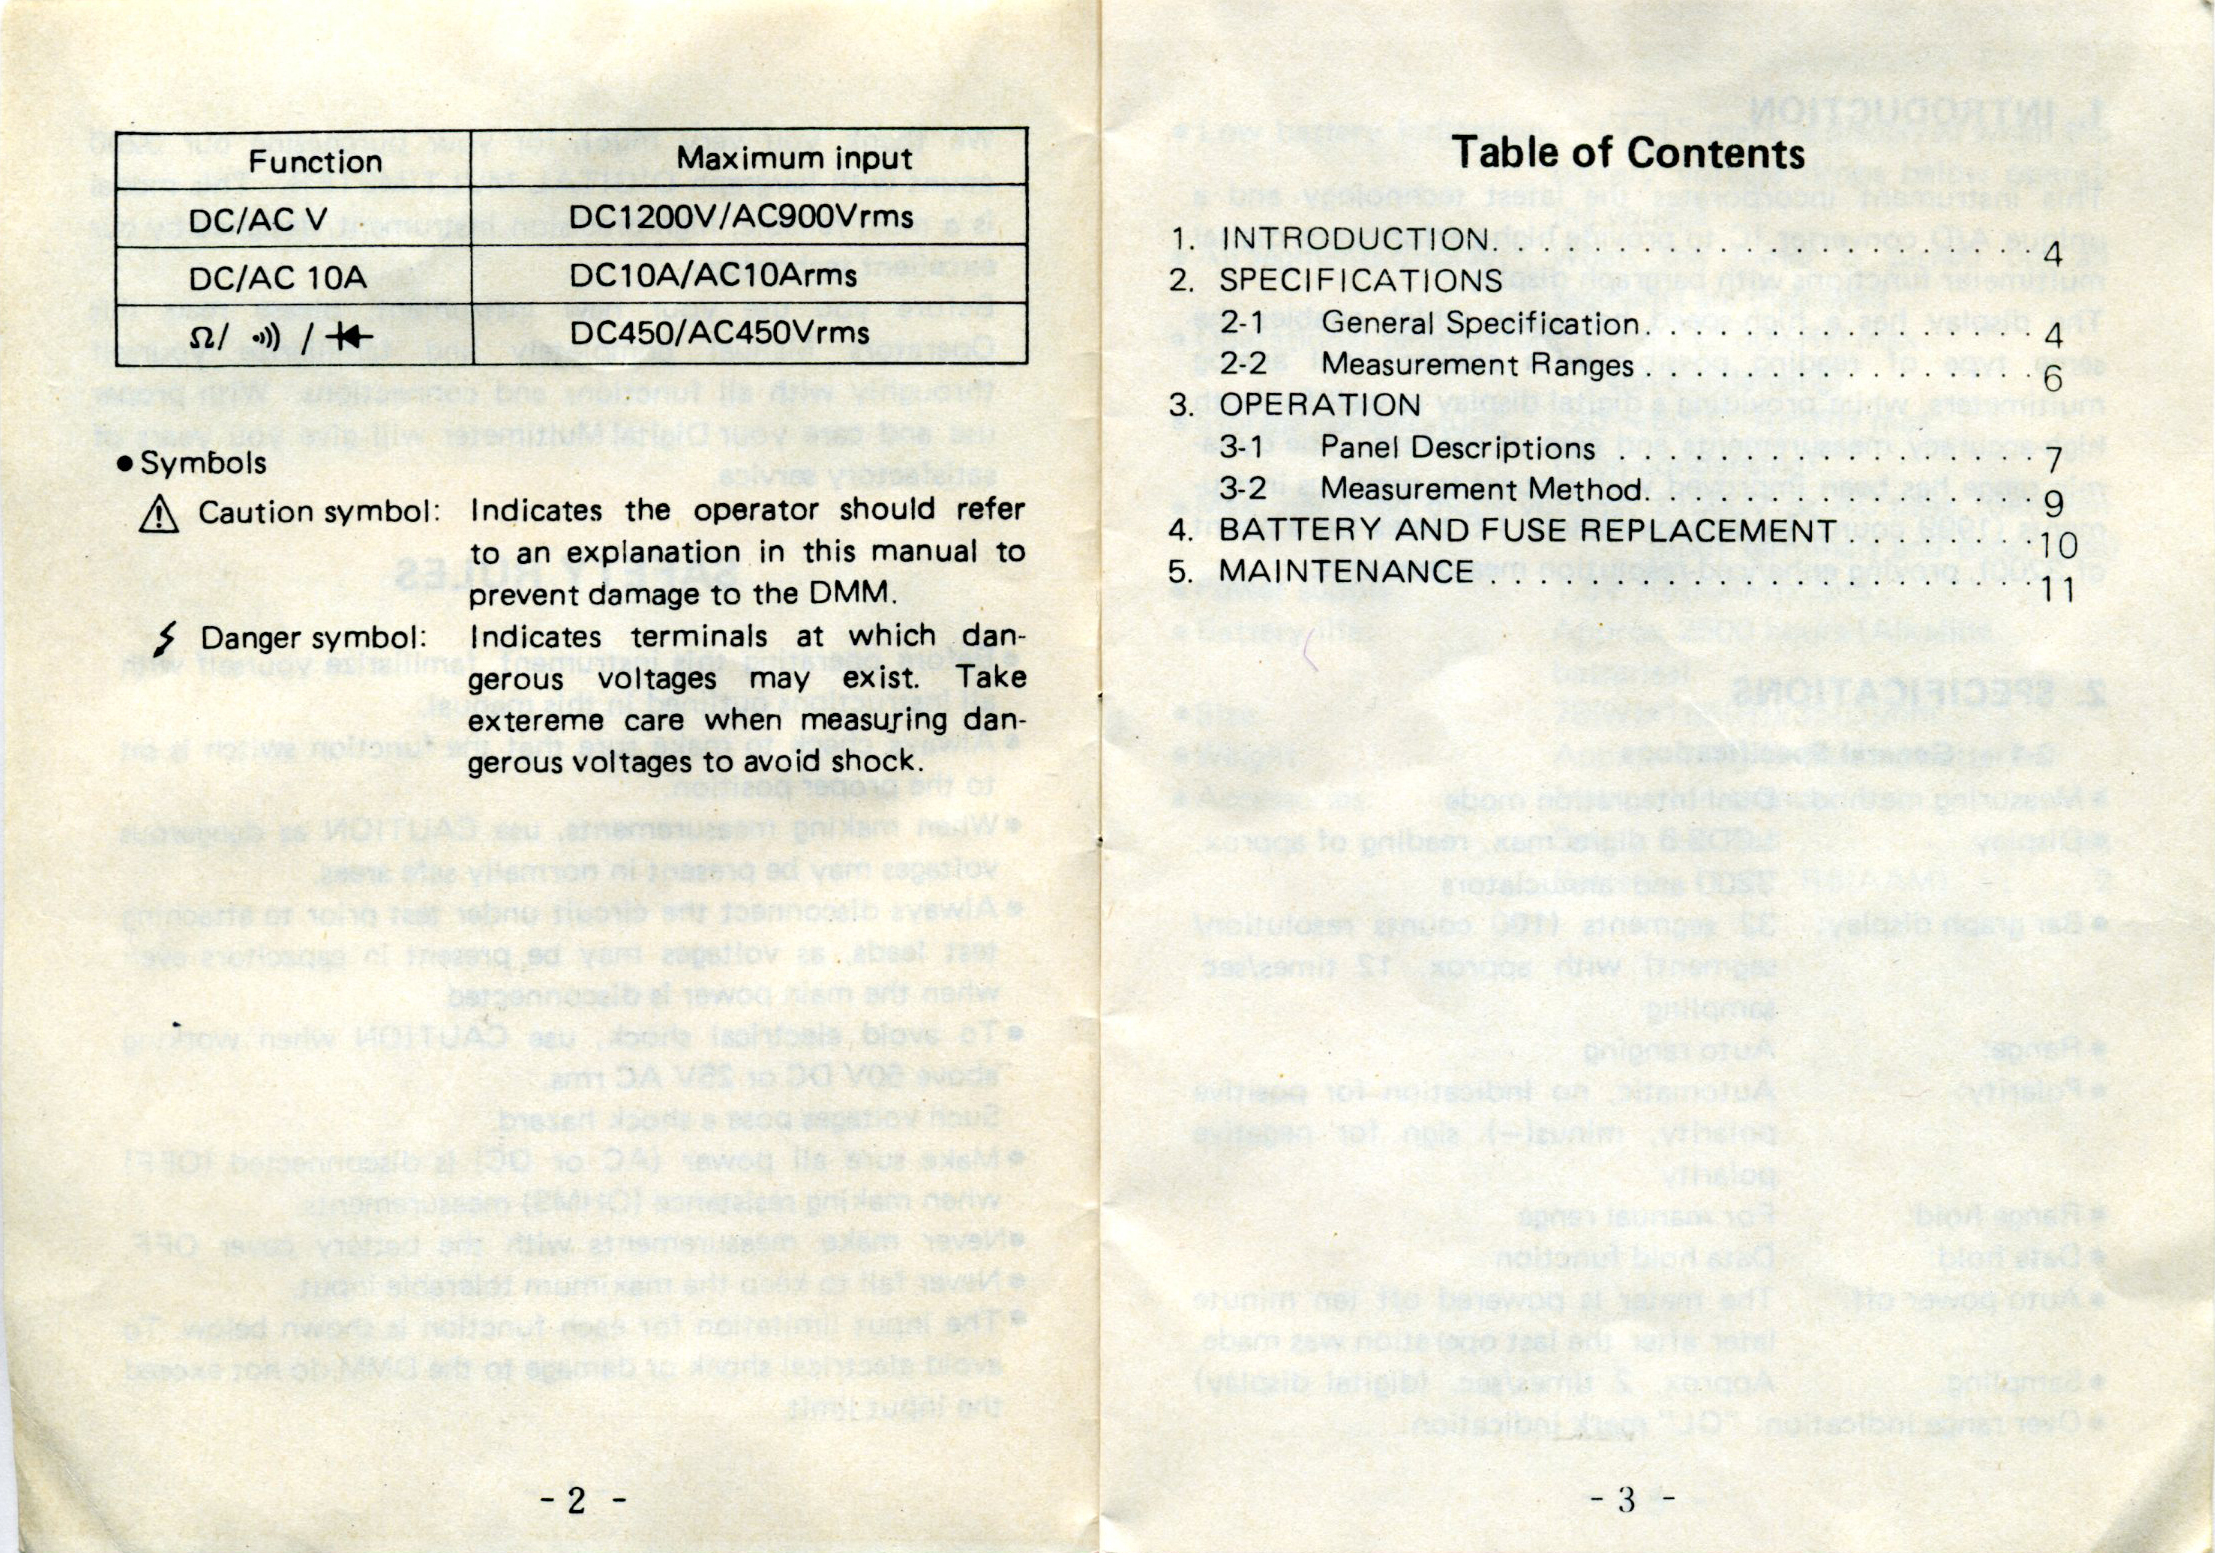 Function Maximum input
DC/AC V DC1200V/AC900Vrms
DC/AC 10A DC10A/AC10Arms
Ω/ •))) / DC450/AC450Vrms
● Symbols
⚠ Caution symbol: Indicates the operator should refer
to an explanation in this manual to
prevent damage to the DMM.
Danger symbol: Indicates terminals at which dan-
gerous voltages may exist. Take
extereme care when measuring dan-
gerous voltages to avoid shock.
- 2 -
Table of Contents
1. INTRODUCTION. . . . . . . . . . . . . . . . . . . . . . 4
2. SPECIFICATIONS
2-1 General Specification. . . . . . . . . . . . . . . . 4
2-2 Measurement Ranges . . . . . . . . . . . . . . . . 6
3. OPERATION
3-1 Panel Descriptions . . . . . . . . . . . . . . . . . 7
3-2 Measurement Method. . . . . . . . . . . . . . . . 9
4. BATTERY AND FUSE REPLACEMENT . . . . . . . . 10
5. MAINTENANCE . . . . . . . . . . . . . . . . . . . . . . 11
- 3 -